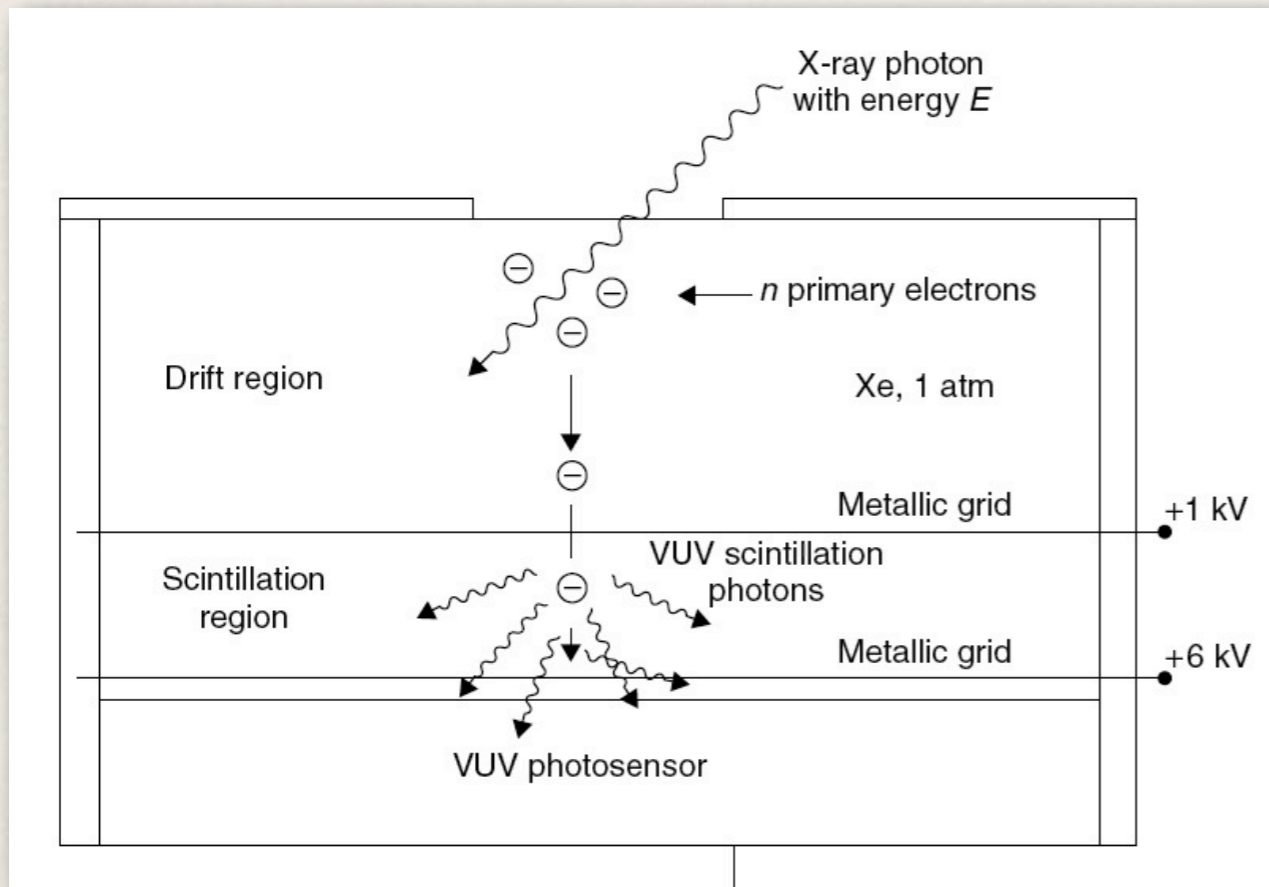 X-ray photon
with energy E
n primary electrons
Drift region
Xe, 1 atm
Metallic grid
+1 kV
VUV scintillation
photons
Scintillation
region
Metallic grid
+6 kV
VUV photosensor